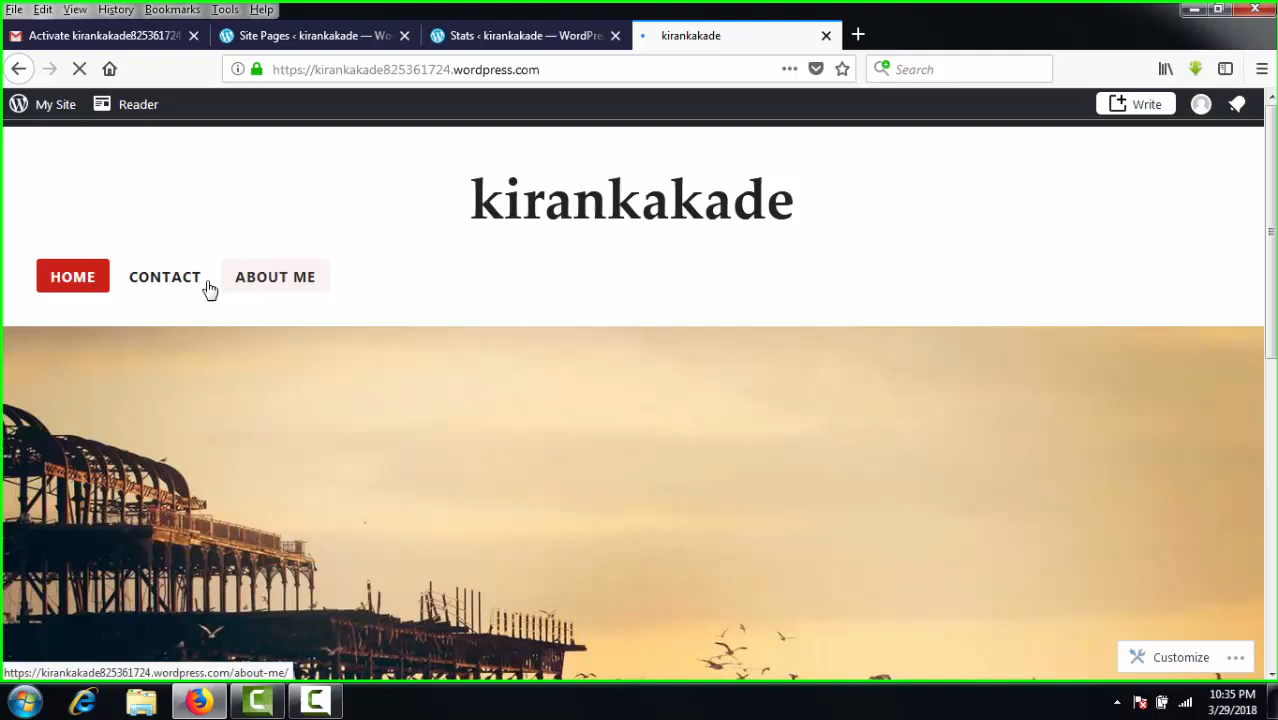 File Edit View History Bookmarks Tools Help
Activate kirankakade825361724 Site Pages ‹ kirankakade — Wo Stats ‹ kirankakade — WordPre kirankakade
https://kirankakade825361724.wordpress.com Search
My Site Reader Write
kirankakade
HOME CONTACT ABOUT ME
Customize
https://kirankakade825361724.wordpress.com/about-me/
10:35 PM
3/29/2018